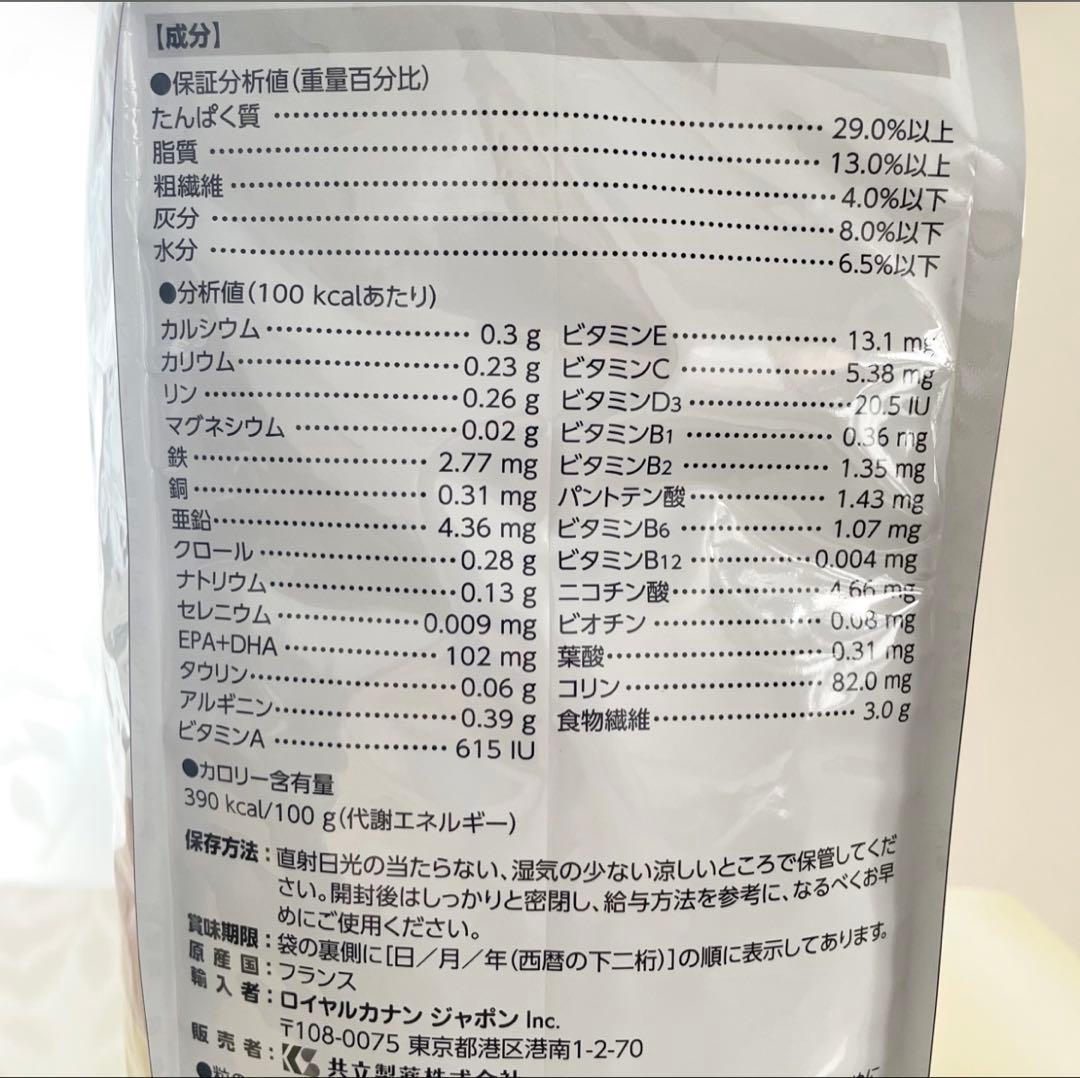 【成分】
●保証分析値(重量百分比)
たんぱく質 29.0%以上
脂質 13.0%以上
粗繊維 4.0%以下
灰分 8.0%以下
水分 6.5%以下
●分析値(100 kcalあたり)
カルシウム 0.3 g
カリウム 0.23 g
リン 0.26 g
マグネシウム 0.02 g
鉄 2.77 mg
銅 0.31 mg
亜鉛 4.36 mg
クロール 0.28 g
ナトリウム 0.13 g
セレニウム 0.009 mg
EPA+DHA 102 mg
タウリン 0.06 g
アルギニン 0.39 g
ビタミンA 615 IU
ビタミンE 13.1 mg
ビタミンC 5.38 mg
ビタミンD3 20.5 IU
ビタミンB1 0.36 mg
ビタミンB2 1.35 mg
パントテン酸 1.43 mg
ビタミンB6 1.07 mg
ビタミンB12 0.004 mg
ニコチン酸 4.66 mg
ビオチン 0.08 mg
葉酸 0.31 mg
コリン 82.0 mg
食物繊維 3.0 g
●カロリー含有量
390 kcal/100 g(代謝エネルギー)
保存方法:直射日光の当たらない、湿気の少ない涼しいところで保管してくだ
さい。開封後はしっかりと密閉し、給与方法を参考に、なるべくお早
めにご使用ください。
賞味期限:袋の裏側に[日/月/年(西暦の下二桁)]の順に表示してあります。
原産国:フランス
輸入者:ロイヤルカナン ジャポン Inc.
〒108-0075 東京都港区港南1-2-70
販売者:KS 共立製薬株式会社
●粒の